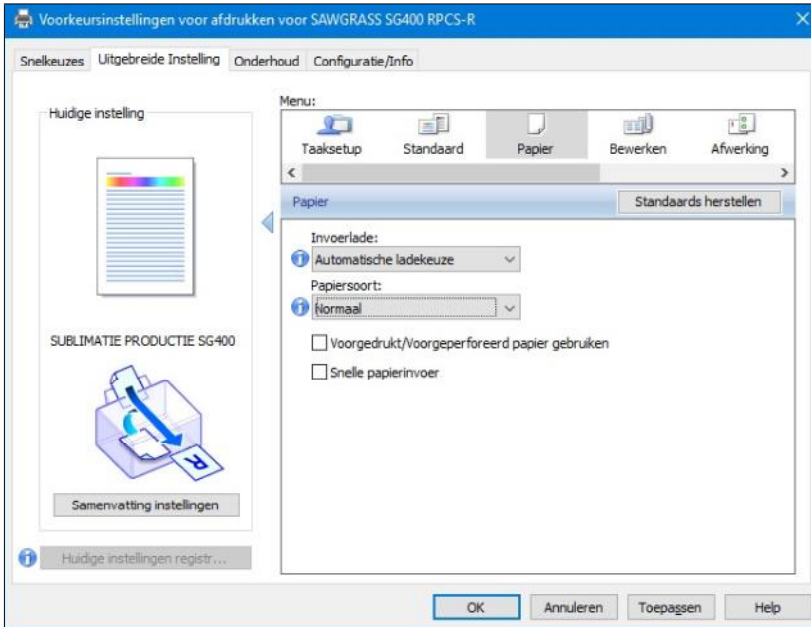 Voorkeursinstellingen voor afdrukken voor SAWGRASS SG400 RPCS-R
Snelkeuzes Uitgebreide Instelling Onderhoud Configuratie/Info
Huidige instelling
SUBLIMATIE PRODUCTIE SG400
R
Samenvatting instellingen
Huidige instellingen registr...
Menu:
Taaksetup Standaard Papier Bewerken Afwerking
Papier Standaards herstellen
Invoerlade:
Automatische ladekeuze
Papiersoort:
Normaal
Voorgedrukt/Voorgeperforeerd papier gebruiken
Snelle papierinvoer
OK Annuleren Toepassen Help